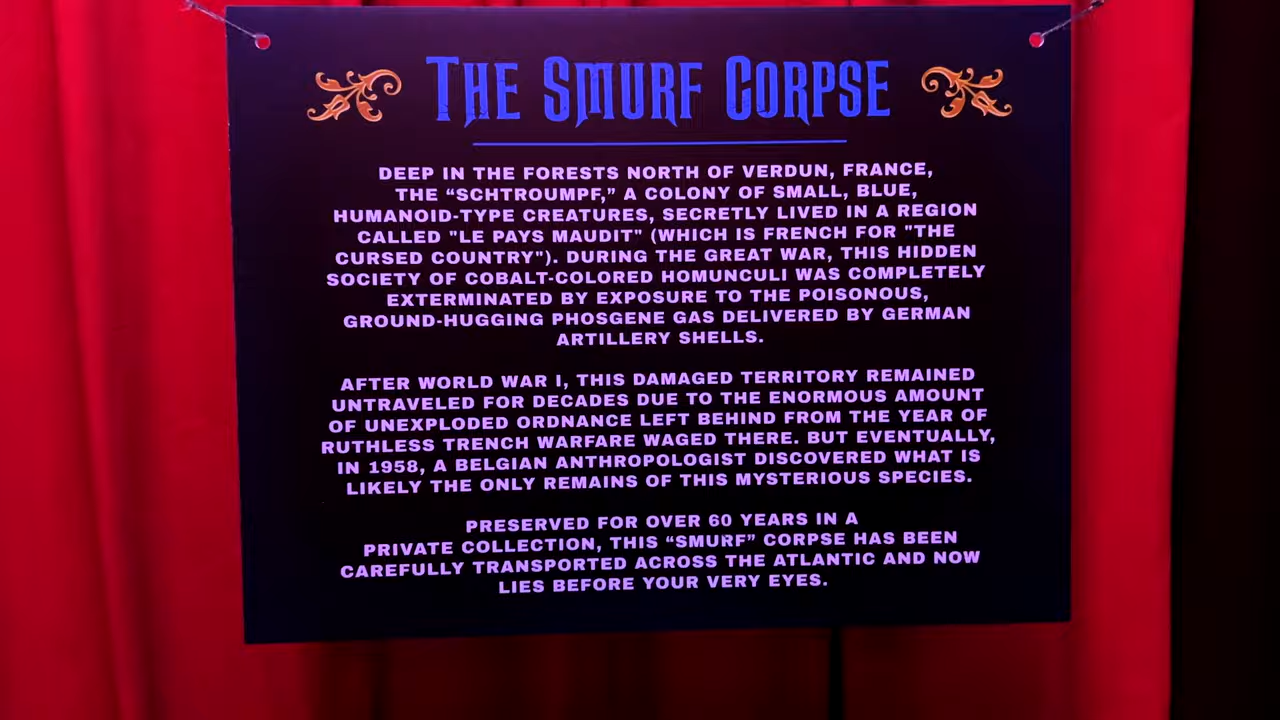 THE SMURF CORPSE
DEEP IN THE FORESTS NORTH OF VERDUN, FRANCE,
THE “SCHTROUMPF,” A COLONY OF SMALL, BLUE,
HUMANOID-TYPE CREATURES, SECRETLY LIVED IN A REGION
CALLED "LE PAYS MAUDIT" (WHICH IS FRENCH FOR "THE
CURSED COUNTRY"). DURING THE GREAT WAR, THIS HIDDEN
SOCIETY OF COBALT-COLORED HOMUNCULI WAS COMPLETELY
EXTERMINATED BY EXPOSURE TO THE POISONOUS,
GROUND-HUGGING PHOSGENE GAS DELIVERED BY GERMAN
ARTILLERY SHELLS.
AFTER WORLD WAR I, THIS DAMAGED TERRITORY REMAINED
UNTRAVELED FOR DECADES DUE TO THE ENORMOUS AMOUNT
OF UNEXPLODED ORDNANCE LEFT BEHIND FROM THE YEAR OF
RUTHLESS TRENCH WARFARE WAGED THERE. BUT EVENTUALLY,
IN 1958, A BELGIAN ANTHROPOLOGIST DISCOVERED WHAT IS
LIKELY THE ONLY REMAINS OF THIS MYSTERIOUS SPECIES.
PRESERVED FOR OVER 60 YEARS IN A
PRIVATE COLLECTION, THIS “SMURF” CORPSE HAS BEEN
CAREFULLY TRANSPORTED ACROSS THE ATLANTIC AND NOW
LIES BEFORE YOUR VERY EYES.